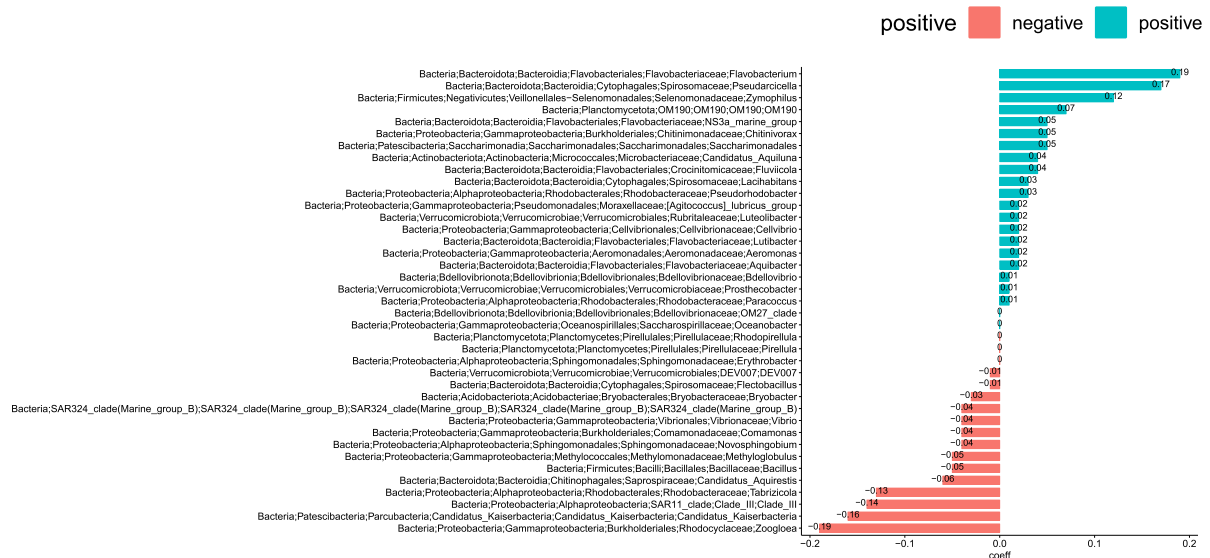 positive negative positive
Bacteria;Bacteroidota;Bacteroidia;Flavobacteriales;Flavobacteriaceae;Flavobacterium 0.19
Bacteria;Bacteroidota;Bacteroidia;Cytophagales;Spirosomaceae;Pseudarcicella 0.17
Bacteria;Firmicutes;Negativicutes;Veillonellales−Selenomonadales;Selenomonadaceae;Zymophilus 0.12
Bacteria;Planctomycetota;OM190;OM190;OM190;OM190 0.07
Bacteria;Bacteroidota;Bacteroidia;Flavobacteriales;Flavobacteriaceae;NS3a_marine_group 0.05
Bacteria;Proteobacteria;Gammaproteobacteria;Burkholderiales;Chitinimonadaceae;Chitinivorax 0.05
Bacteria;Patescibacteria;Saccharimonadia;Saccharimonadales;Saccharimonadales;Saccharimonadales 0.05
Bacteria;Actinobacteriota;Actinobacteria;Micrococcales;Microbacteriaceae;Candidatus_Aquiluna 0.04
Bacteria;Bacteroidota;Bacteroidia;Flavobacteriales;Crocinitomicaceae;Fluviicola 0.04
Bacteria;Bacteroidota;Bacteroidia;Cytophagales;Spirosomaceae;Lacihabitans 0.03
Bacteria;Proteobacteria;Alphaproteobacteria;Rhodobacterales;Rhodobacteraceae;Pseudorhodobacter 0.03
Bacteria;Proteobacteria;Gammaproteobacteria;Pseudomonadales;Moraxellaceae;[Agitococcus]_lubricus_group 0.02
Bacteria;Verrucomicrobiota;Verrucomicrobiae;Verrucomicrobiales;Rubritaleaceae;Luteolibacter 0.02
Bacteria;Proteobacteria;Gammaproteobacteria;Cellvibrionales;Cellvibrionaceae;Cellvibrio 0.02
Bacteria;Bacteroidota;Bacteroidia;Flavobacteriales;Flavobacteriaceae;Lutibacter 0.02
Bacteria;Proteobacteria;Gammaproteobacteria;Aeromonadales;Aeromonadaceae;Aeromonas 0.02
Bacteria;Bacteroidota;Bacteroidia;Flavobacteriales;Flavobacteriaceae;Aquibacter 0.02
Bacteria;Bdellovibrionota;Bdellovibrionia;Bdellovibrionales;Bdellovibrionaceae;Bdellovibrio 0.01
Bacteria;Verrucomicrobiota;Verrucomicrobiae;Verrucomicrobiales;Verrucomicrobiaceae;Prosthecobacter 0.01
Bacteria;Proteobacteria;Alphaproteobacteria;Rhodobacterales;Rhodobacteraceae;Paracoccus 0.01
Bacteria;Bdellovibrionota;Bdellovibrionia;Bdellovibrionales;Bdellovibrionaceae;OM27_clade 0
Bacteria;Proteobacteria;Gammaproteobacteria;Oceanospirillales;Saccharospirillaceae;Oceanobacter 0
Bacteria;Planctomycetota;Planctomycetes;Pirellulales;Pirellulaceae;Rhodopirellula 0
Bacteria;Planctomycetota;Planctomycetes;Pirellulales;Pirellulaceae;Pirellula 0
Bacteria;Proteobacteria;Alphaproteobacteria;Sphingomonadales;Sphingomonadaceae;Erythrobacter 0
Bacteria;Verrucomicrobiota;Verrucomicrobiae;Verrucomicrobiales;DEV007;DEV007 −0.01
Bacteria;Bacteroidota;Bacteroidia;Cytophagales;Spirosomaceae;Flectobacillus −0.01
Bacteria;Acidobacteriota;Acidobacteriae;Bryobacterales;Bryobacteraceae;Bryobacter −0.03
Bacteria;SAR324_clade(Marine_group_B);SAR324_clade(Marine_group_B);SAR324_clade(Marine_group_B);SAR324_clade(Marine_group_B);SAR324_clade(Marine_group_B) −0.04
Bacteria;Proteobacteria;Gammaproteobacteria;Vibrionales;Vibrionaceae;Vibrio −0.04
Bacteria;Proteobacteria;Gammaproteobacteria;Burkholderiales;Comamonadaceae;Comamonas −0.04
Bacteria;Proteobacteria;Alphaproteobacteria;Sphingomonadales;Sphingomonadaceae;Novosphingobium −0.04
Bacteria;Proteobacteria;Gammaproteobacteria;Methylococcales;Methylomonadaceae;Methyloglobulus −0.05
Bacteria;Firmicutes;Bacilli;Bacillales;Bacillaceae;Bacillus −0.05
Bacteria;Bacteroidota;Bacteroidia;Chitinophagales;Saprospiraceae;Candidatus_Aquirestis −0.06
Bacteria;Proteobacteria;Alphaproteobacteria;Rhodobacterales;Rhodobacteraceae;Tabrizicola −0.13
Bacteria;Proteobacteria;Alphaproteobacteria;SAR11_clade;Clade_III;Clade_III −0.14
Bacteria;Patescibacteria;Parcubacteria;Candidatus_Kaiserbacteria;Candidatus_Kaiserbacteria;Candidatus_Kaiserbacteria −0.16
Bacteria;Proteobacteria;Gammaproteobacteria;Burkholderiales;Rhodocyclaceae;Zoogloea −0.19
−0.2 −0.1 0.0 0.1 0.2
coeff